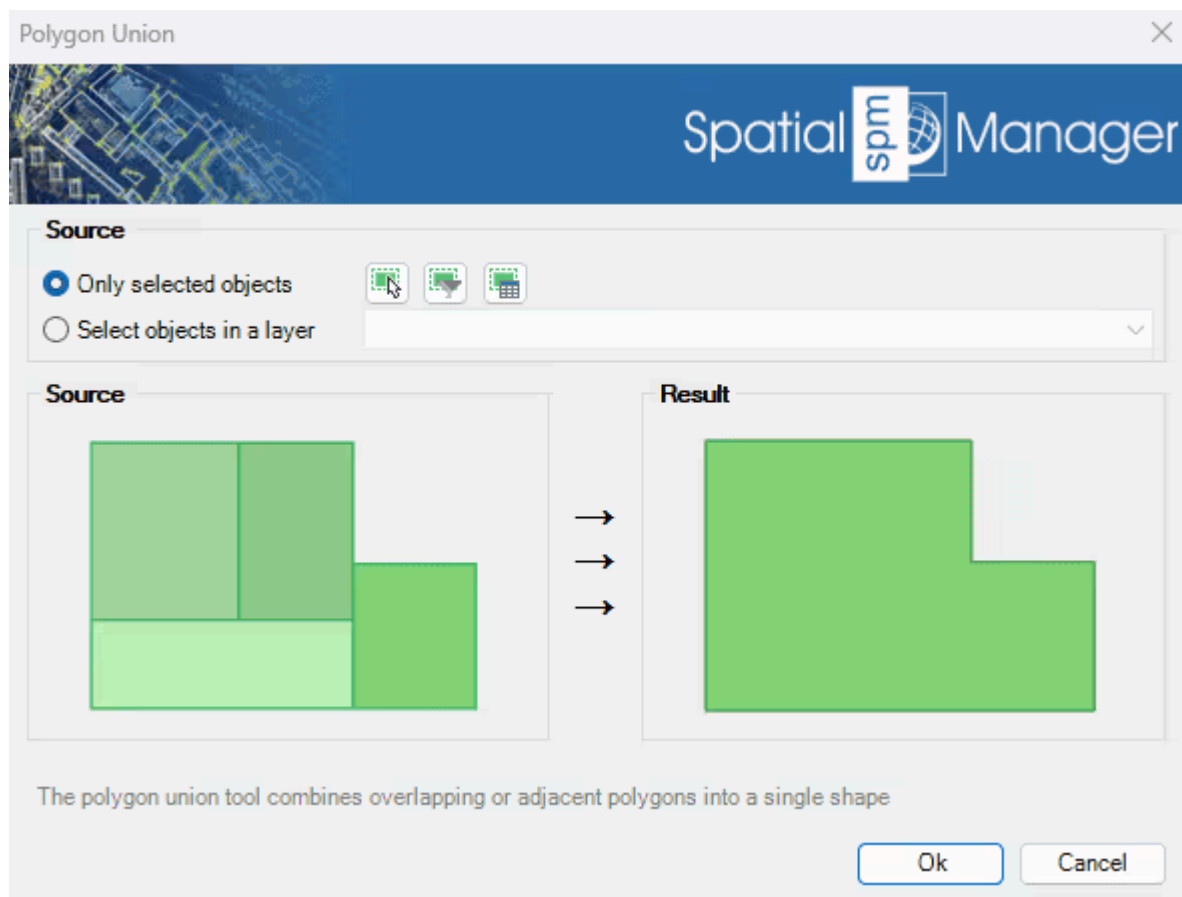 Polygon Union
Spatial spm Manager
Source
Only selected objects
Select objects in a layer
Source
Result
The polygon union tool combines overlapping or adjacent polygons into a single shape
Ok
Cancel